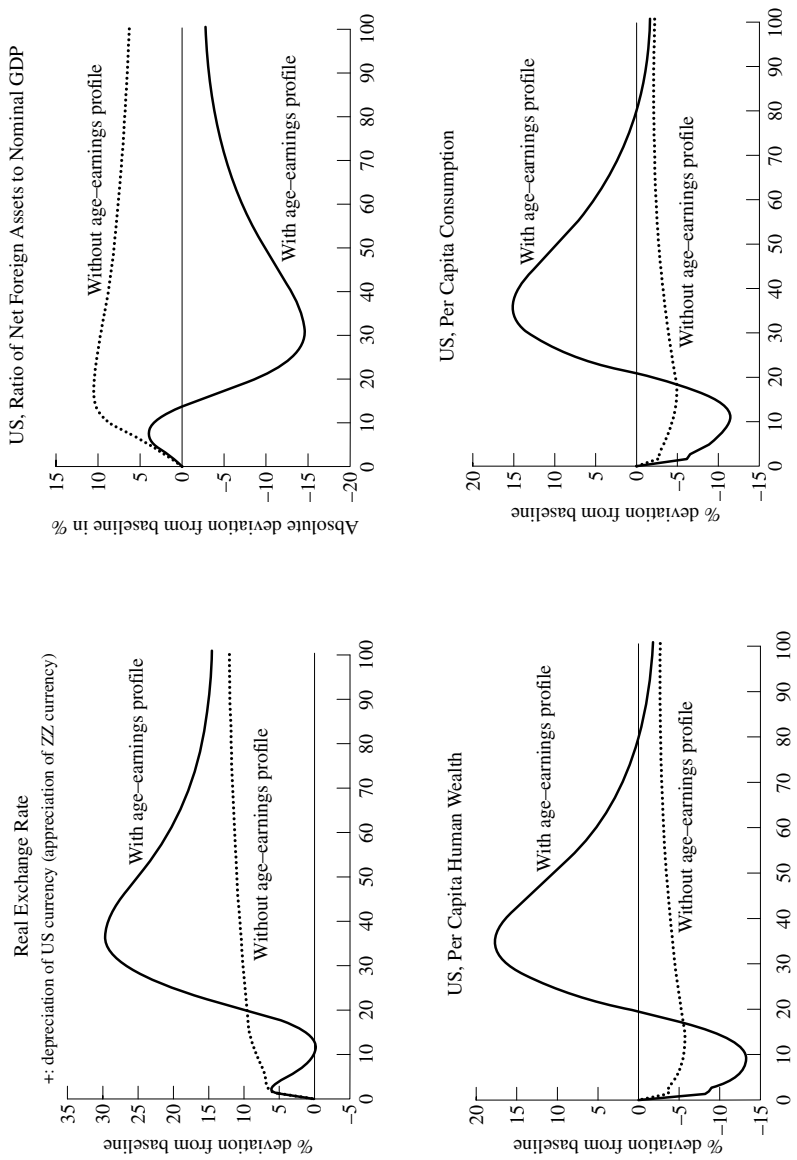 Real Exchange Rate
+: depreciation of US currency (appreciation of ZZ currency)
% deviation from baseline
35
30
25
20
15
10
5
0
−5
With age–earnings profile
Without age–earnings profile
0 10 20 30 40 50 60 70 80 90 100
US, Ratio of Net Foreign Assets to Nominal GDP
Absolute deviation from baseline in %
15
10
5
0
−5
−10
−15
−20
Without age–earnings profile
With age–earnings profile
0 10 20 30 40 50 60 70 80 90 100
US, Per Capita Human Wealth
% deviation from baseline
20
15
10
5
0
−5
−10
−15
With age–earnings profile
Without age–earnings profile
0 10 20 30 40 50 60 70 80 90 100
US, Per Capita Consumption
% deviation from baseline
20
15
10
5
0
−5
−10
−15
With age–earnings profile
Without age–earnings profile
0 10 20 30 40 50 60 70 80 90 100